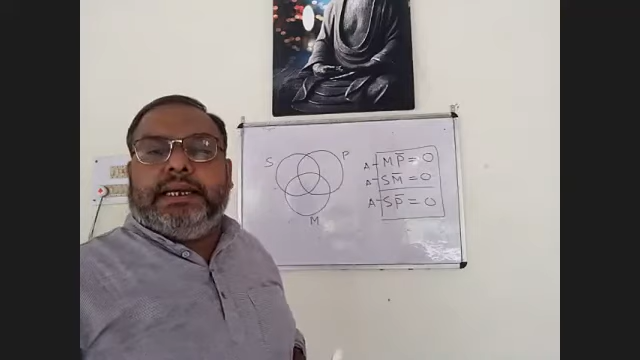 S
P
M
A- MP̅ = 0
A- SM̅ = 0
A- SP̅ = 0